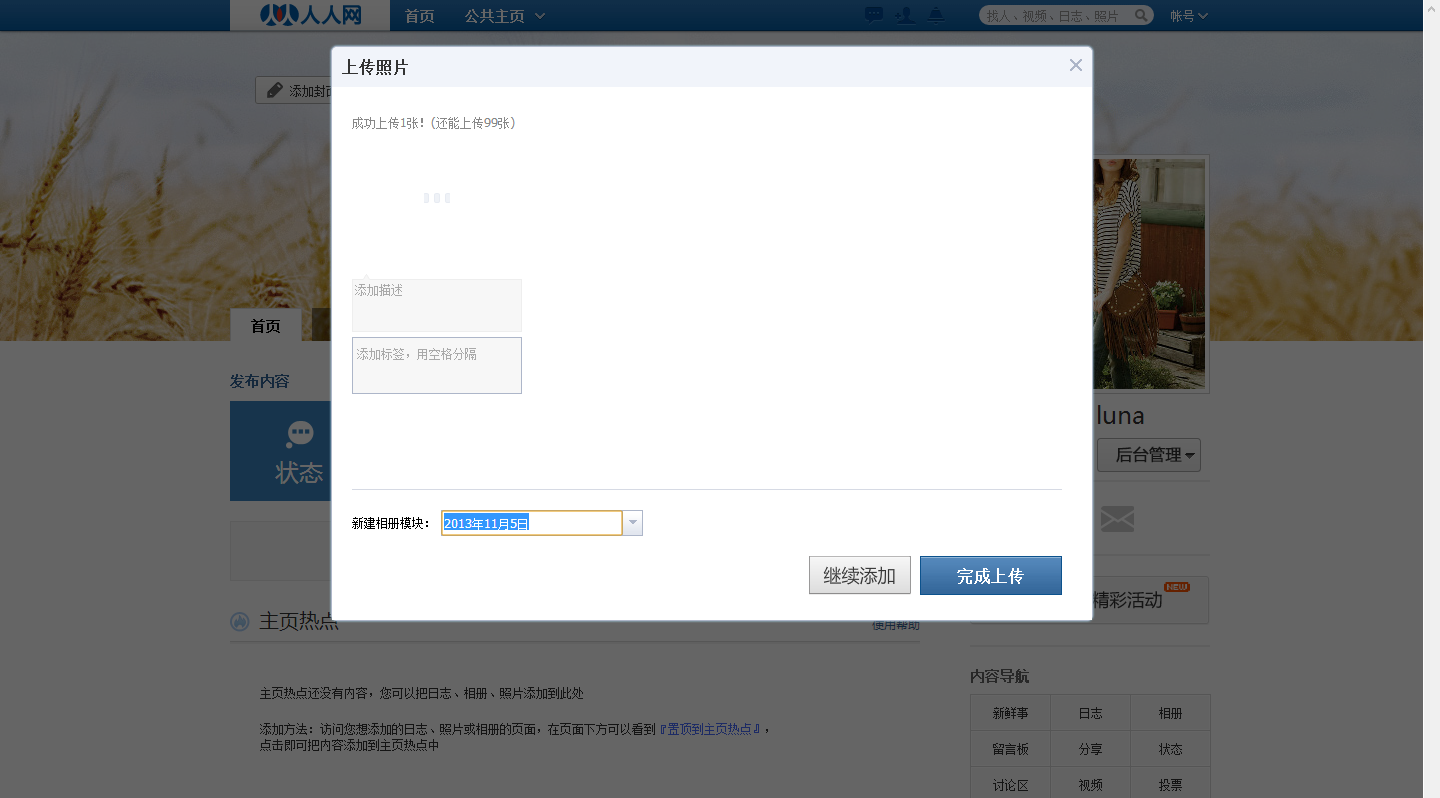 人人网
首页
公共主页
找人、视频、日志、照片
帐号
上传照片
添加封
成功上传1张！(还能上传99张)
添加描述
添加标签，用空格分隔
首页
发布内容
状态
luna
后台管理
新建相册模块：
2013年11月5日
继续添加
完成上传
NEW
精彩活动
主页热点
使用帮助
主页热点还没有内容，您可以把日志、相册、照片添加到此处
添加方法：访问您想添加的日志、照片或相册的页面，在页面下方可以看到『置顶到主页热点』，
点击即可把内容添加到主页热点中
内容导航
新鲜事 日志 相册
留言板 分享 状态
讨论区 视频 投票